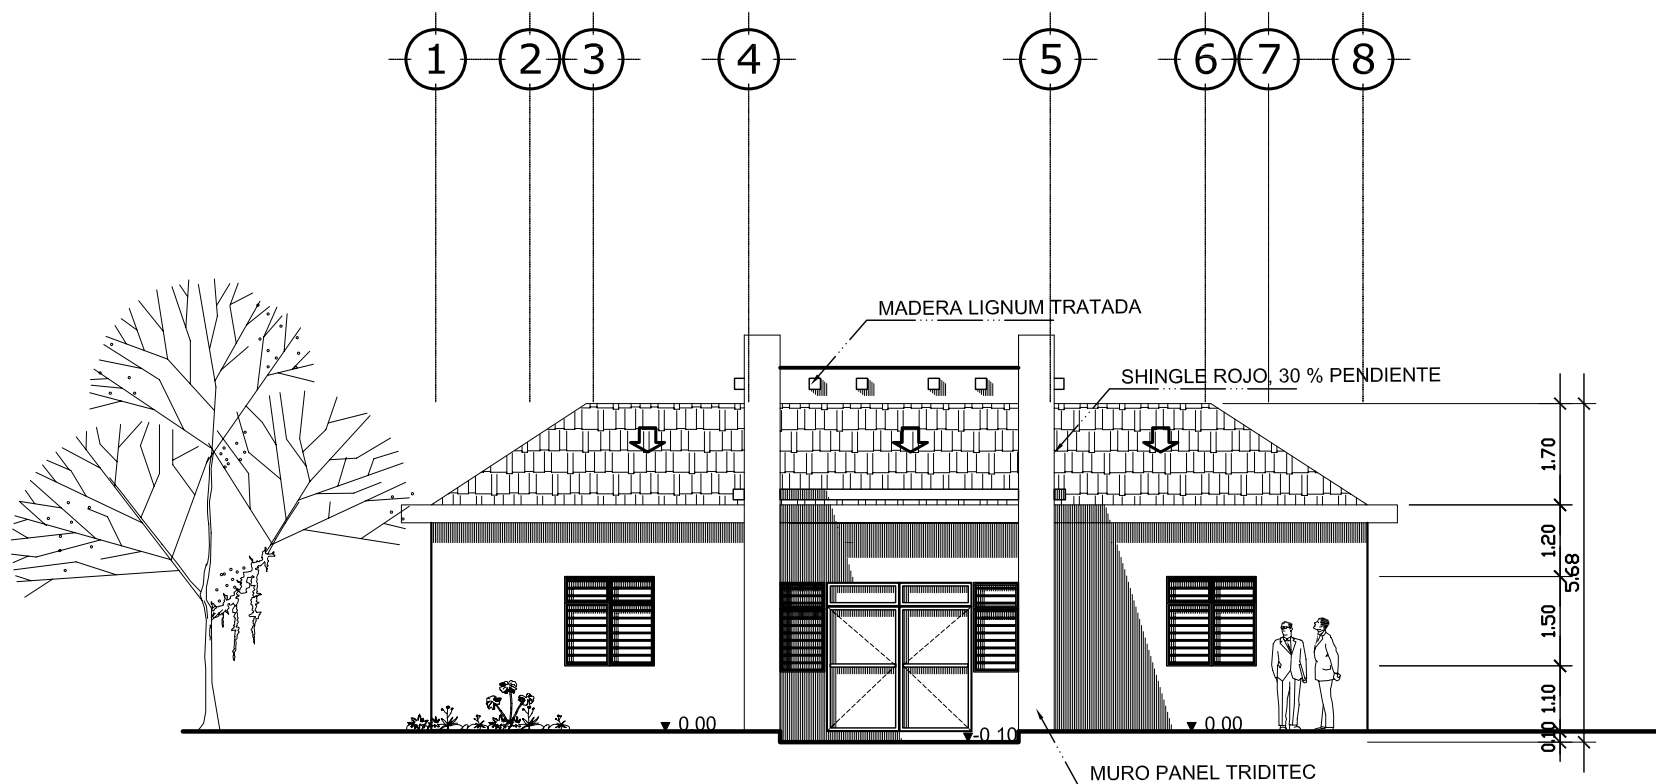 1 2 3 4 5 6 7 8
MADERA LIGNUM TRATADA
SHINGLE ROJO, 30 % PENDIENTE
1.70
1.20
5.68
1.50
1.10
0.10
0.00
-0.10
0.00
MURO PANEL TRIDITEC